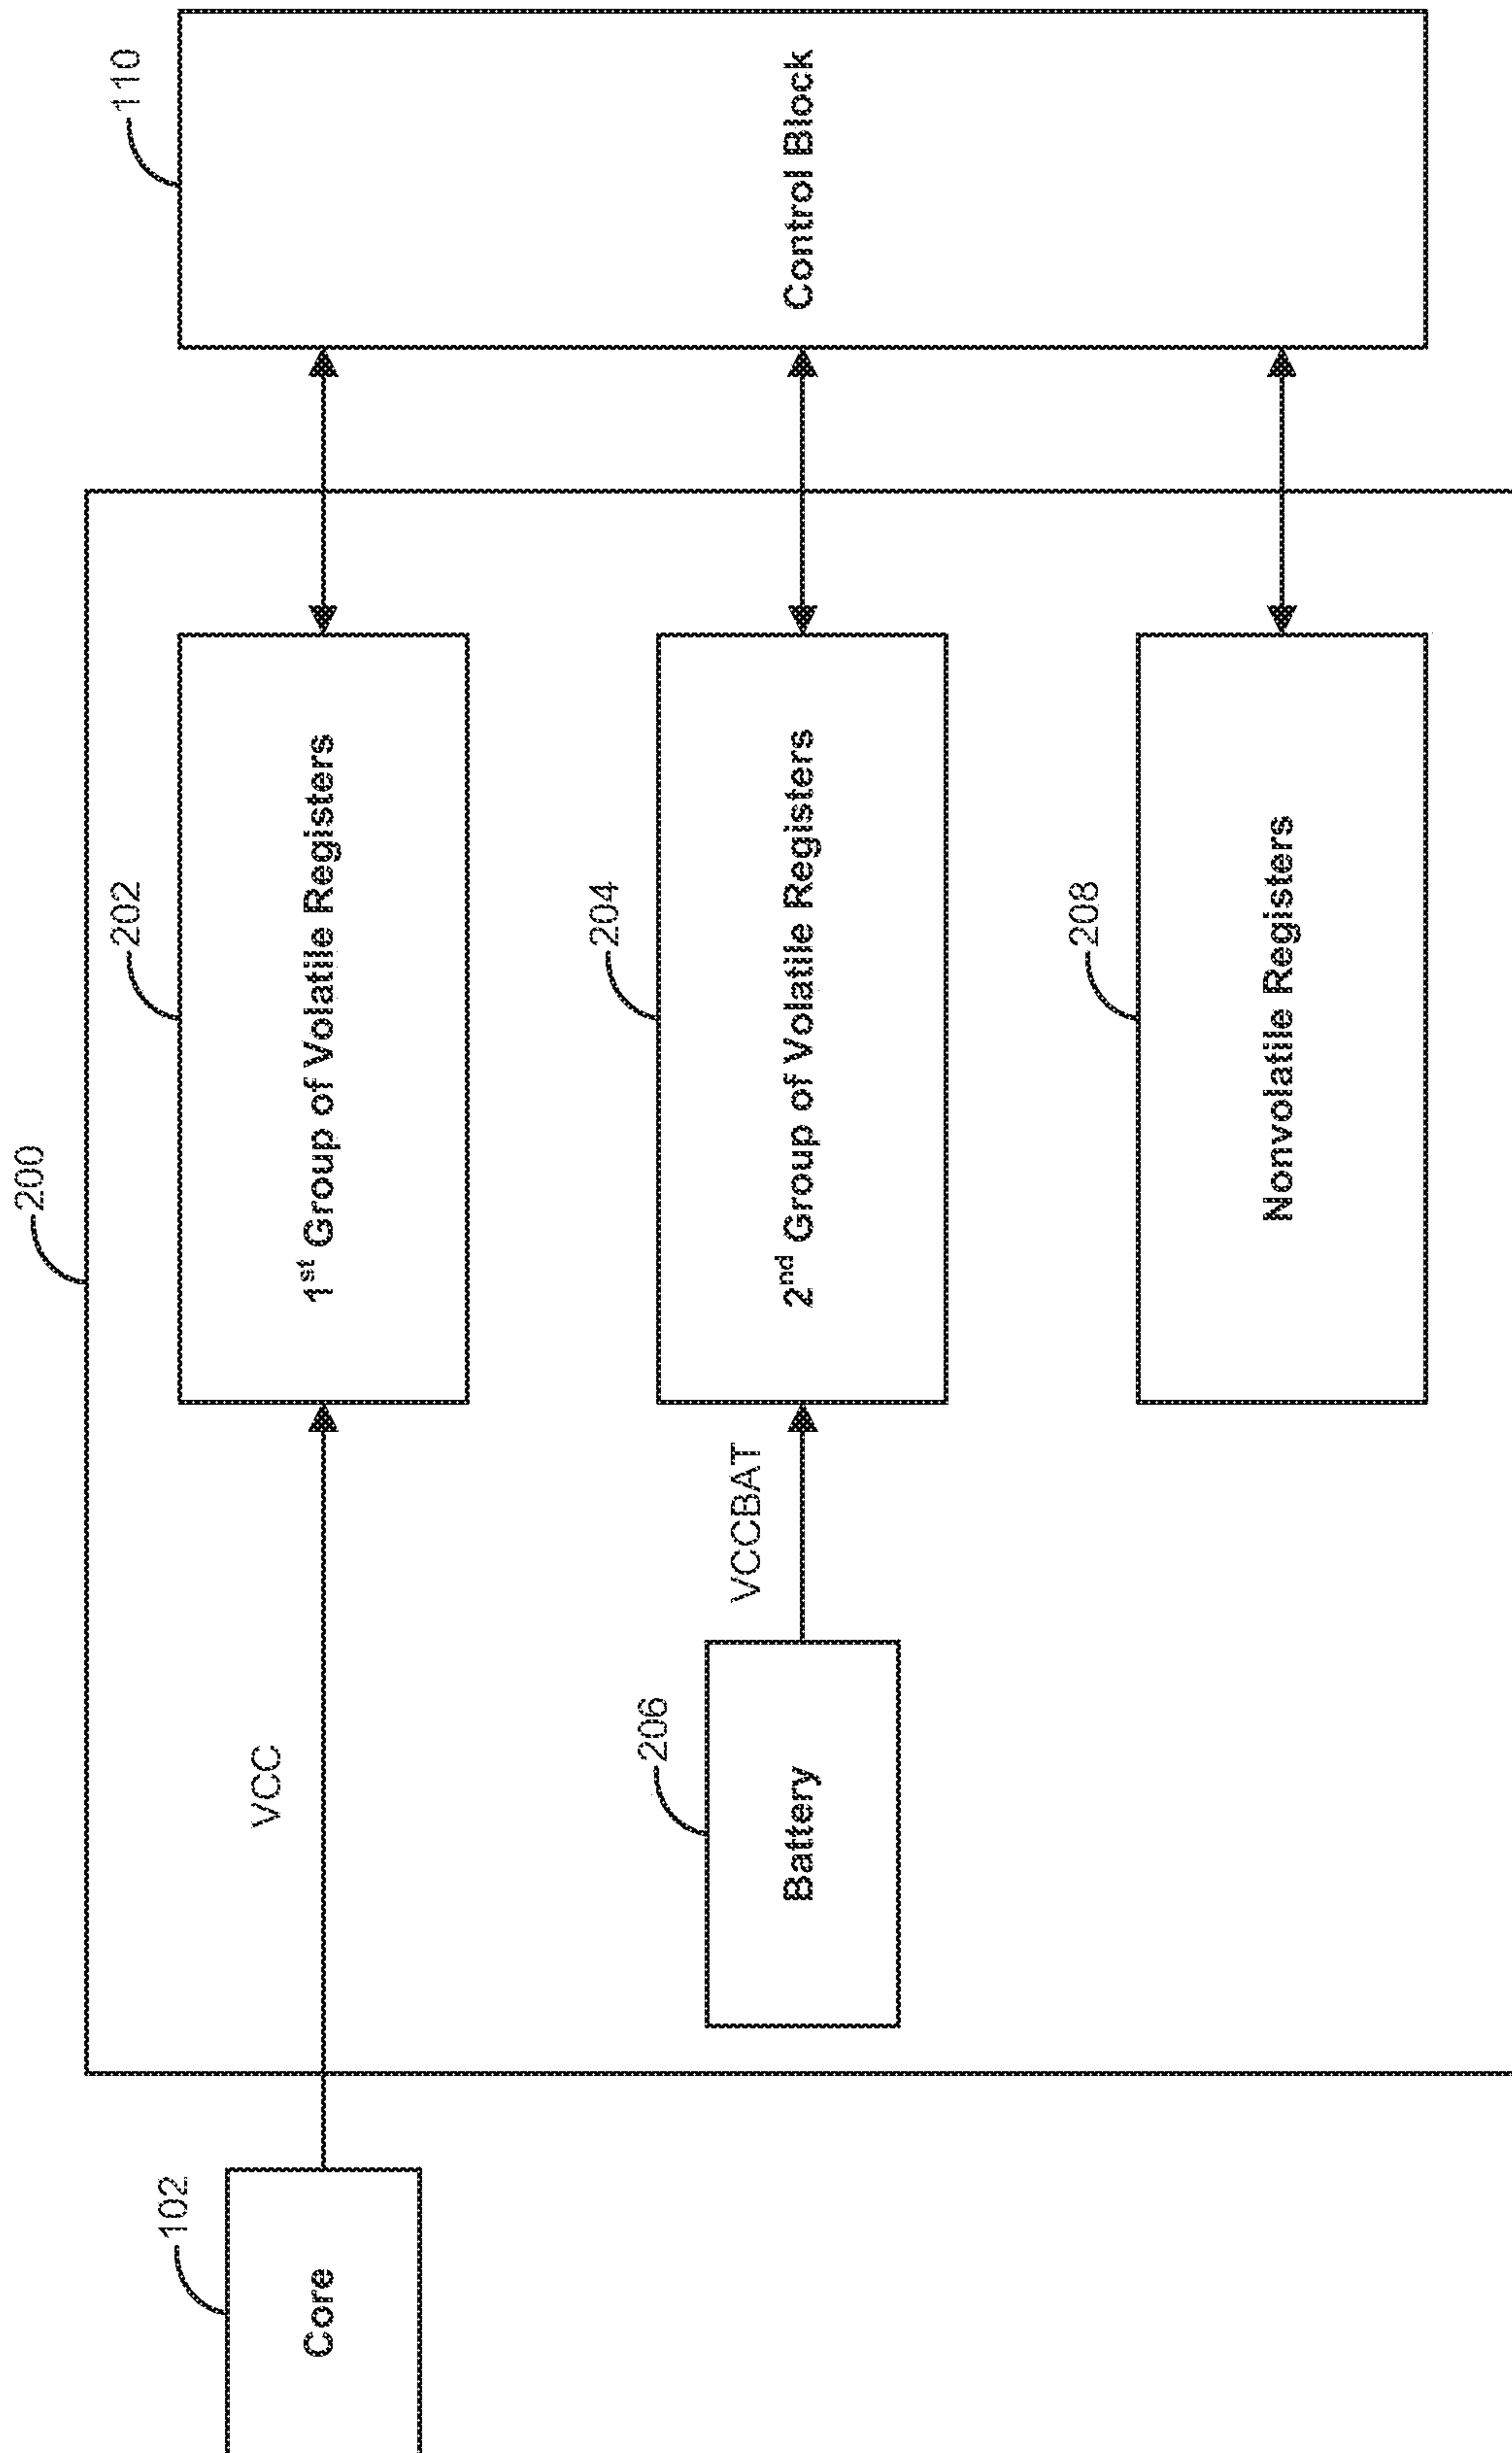 200
102
Core
VCC
202
1st Group of Volatile Registers
110
Control Block
206
Battery
VCCBAT
204
2nd Group of Volatile Registers
208
Nonvolatile Registers